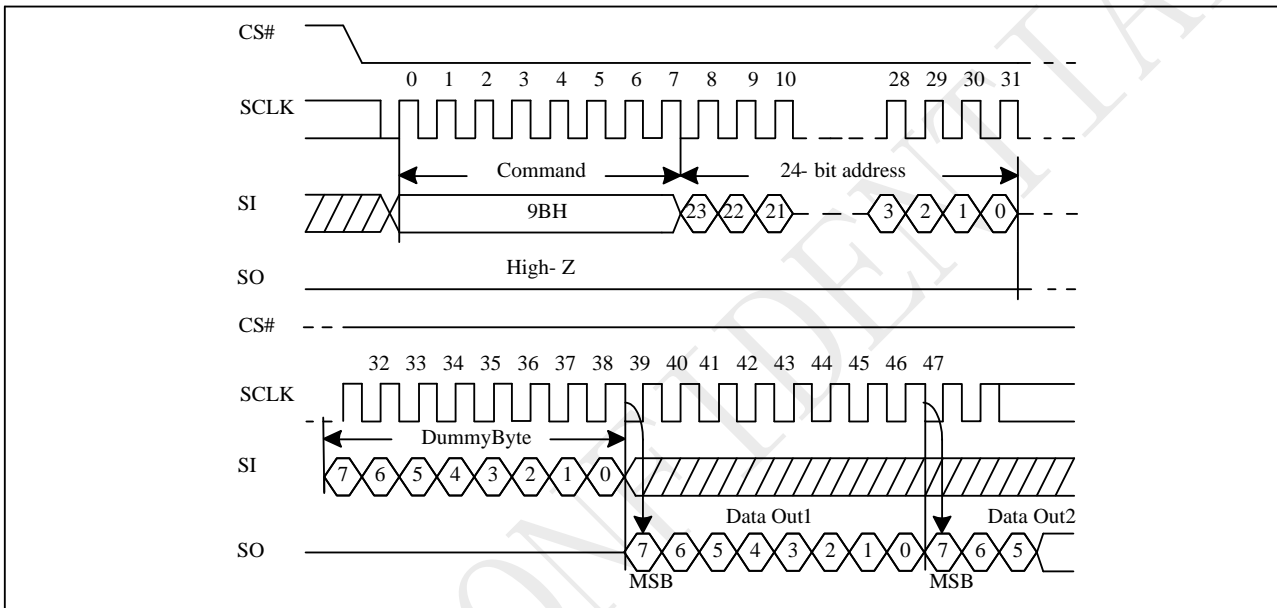 CS#
0 1 2 3 4 5 6 7 8 9 10 28 29 30 31
SCLK
Command 24- bit address
SI 9BH 23 22 21 3 2 1 0
SO High- Z
CS#
32 33 34 35 36 37 38 39 40 41 42 43 44 45 46 47
SCLK
DummyByte
SI 7 6 5 4 3 2 1 0
Data Out1 Data Out2
SO 7 6 5 4 3 2 1 0 7 6 5
MSB MSB